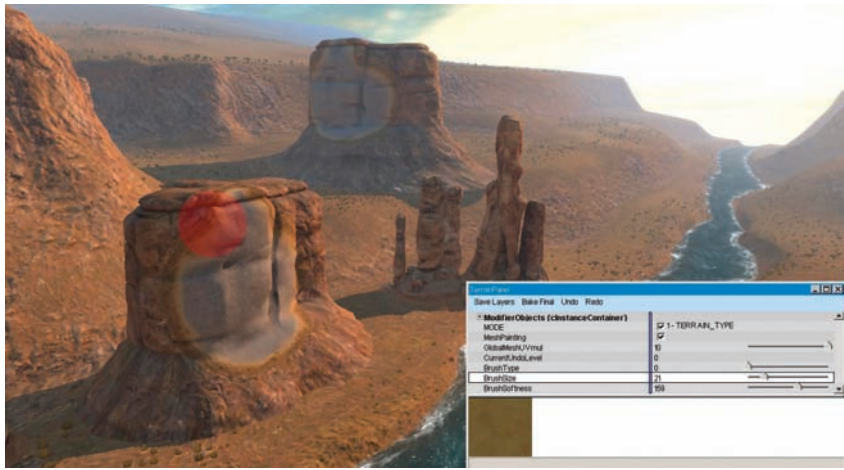 TerrainPanel
Save Layers Bake Final Undo Redo
ModifierObjects (cInstanceContainer)
MODE 1- TERRAIN_TYPE
MeshPainting
GlobalMeshUVmul 10
CurrentUndoLevel 0
BrushType 0
BrushSize 21
BrushSoftness 159